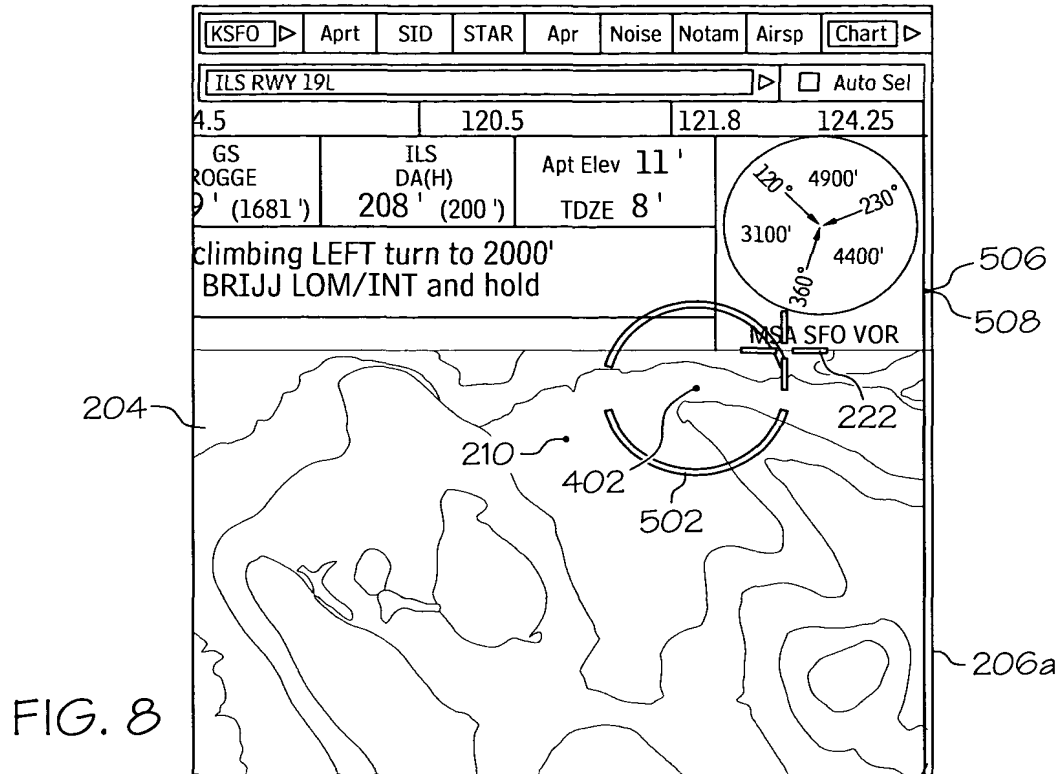 KSFO Aprt SID STAR Apr Noise Notam Airsp Chart
ILS RWY 19L Auto Sel
4.5 120.5 121.8 124.25
GS
ROGGE
9' (1681')
ILS
DA(H)
208' (200')
Apt Elev 11'
TDZE 8'
120° 4900' 230°
3100' 4400'
360°
climbing LEFT turn to 2000'
BRIJJ LOM/INT and hold
MSA SFO VOR
506
508
204
222
210
402
502
206a
FIG. 8